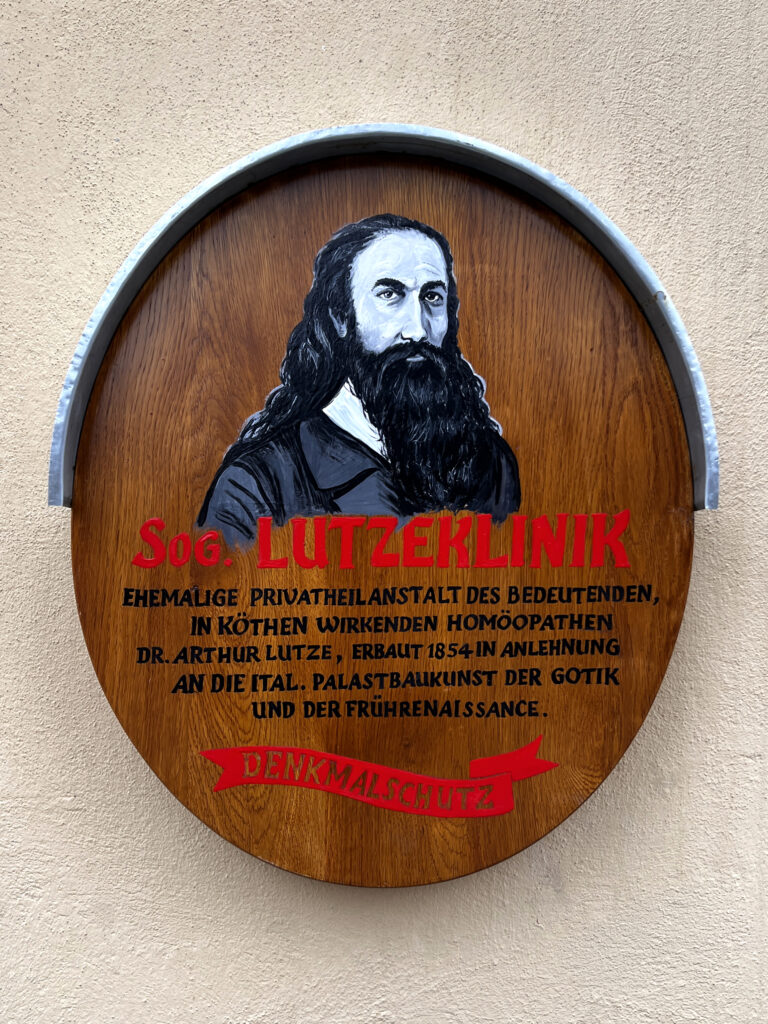 Sog. LUTZEKLINIK
EHEMALIGE PRIVATHEILANSTALT DES BEDEUTENDEN,
IN KÖTHEN WIRKENDEN HOMÖOPATHEN
DR. ARTHUR LUTZE, ERBAUT 1854 IN ANLEHNUNG
AN DIE ITAL. PALASTBAUKUNST DER GOTIK
UND DER FRÜHRENAISSANCE.
DENKMALSCHUTZ